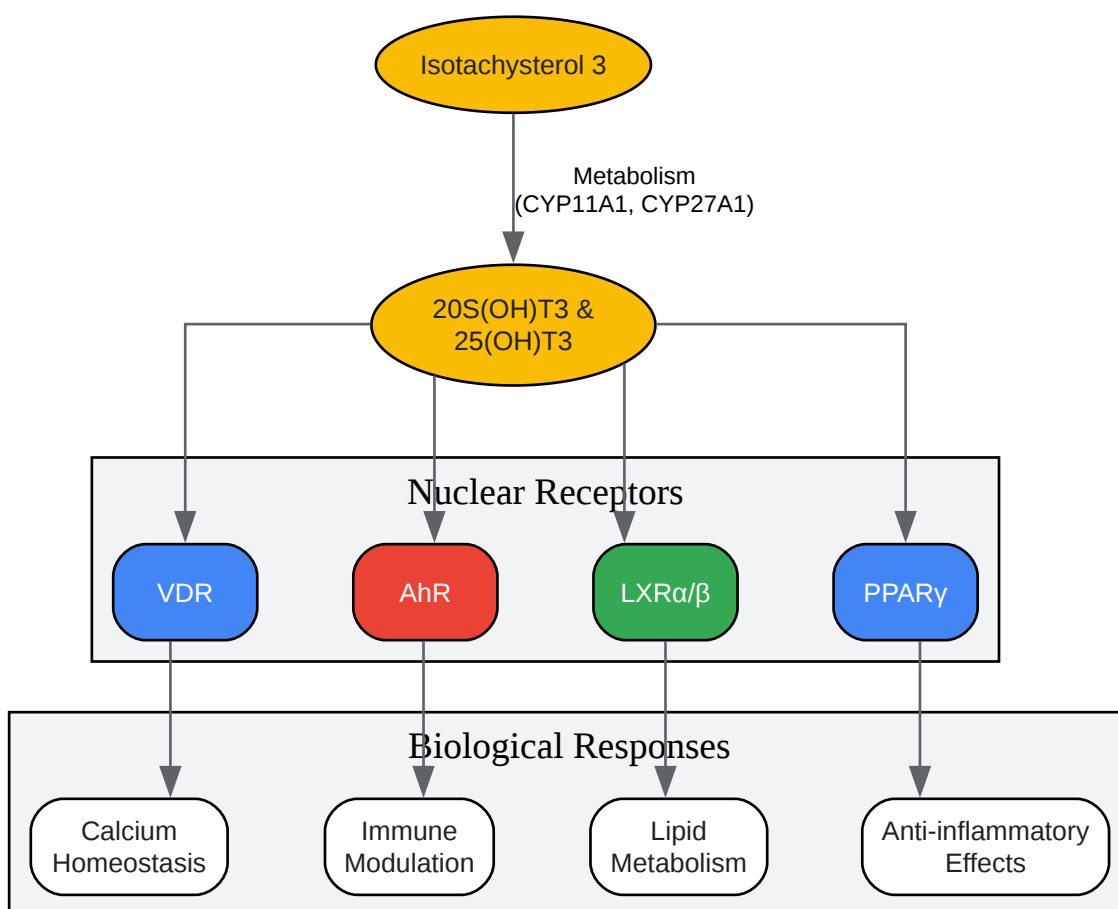 Isotachysterol 3
Metabolism
(CYP11A1, CYP27A1)
20S(OH)T3 &
25(OH)T3
Nuclear Receptors
VDR
AhR
LXRα/β
PPARγ
Biological Responses
Calcium
Homeostasis
Immune
Modulation
Lipid
Metabolism
Anti-inflammatory
Effects